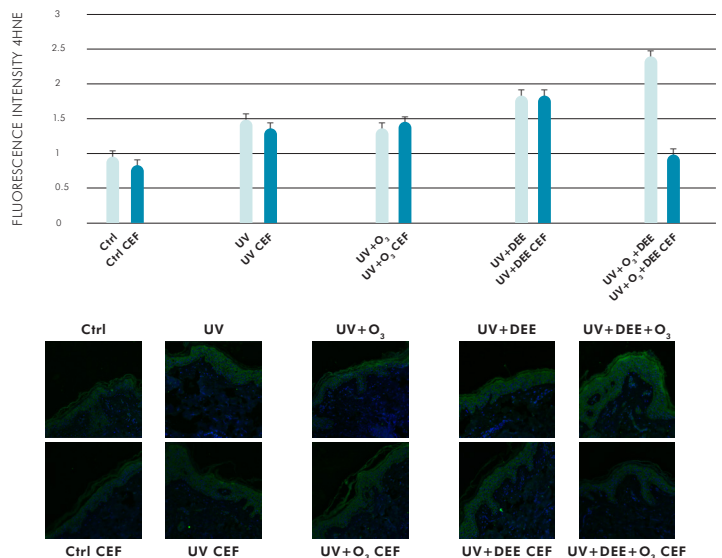 FLUORESCENCE INTENSITY 4HNE
3
2.5
2
1.5
1
0.5
0
Ctrl
Ctrl CEF
UV
UV CEF
UV+O₃
UV+O₃ CEF
UV+DEE
UV+DEE CEF
UV+O₃+DEE
UV+O₃+DEE CEF
Ctrl UV UV+O₃ UV+DEE UV+DEE+O₃
Ctrl CEF UV CEF UV+O₃ CEF UV+DEE CEF UV+DEE+O₃ CEF